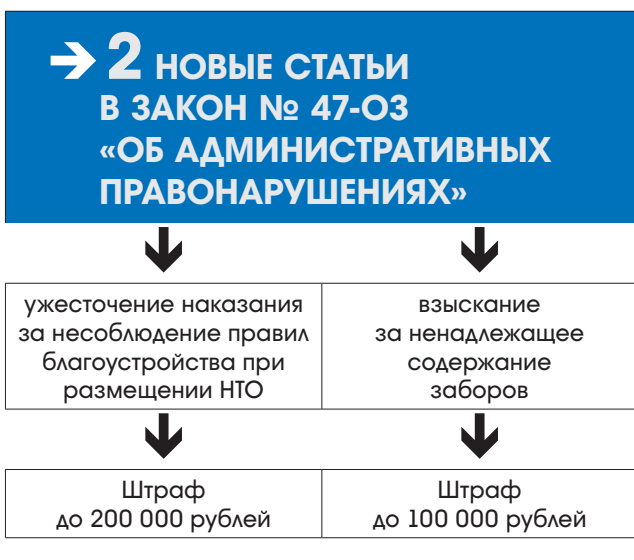 → 2 НОВЫЕ СТАТЬИ
В ЗАКОН № 47-ОЗ
«ОБ АДМИНИСТРАТИВНЫХ
ПРАВОНАРУШЕНИЯХ»
ужесточение наказания
за несоблюдение правил
благоустройства при
размещении НТО
взыскание
за ненадлежащее
содержание
заборов
Штраф
до 200 000 рублей
Штраф
до 100 000 рублей